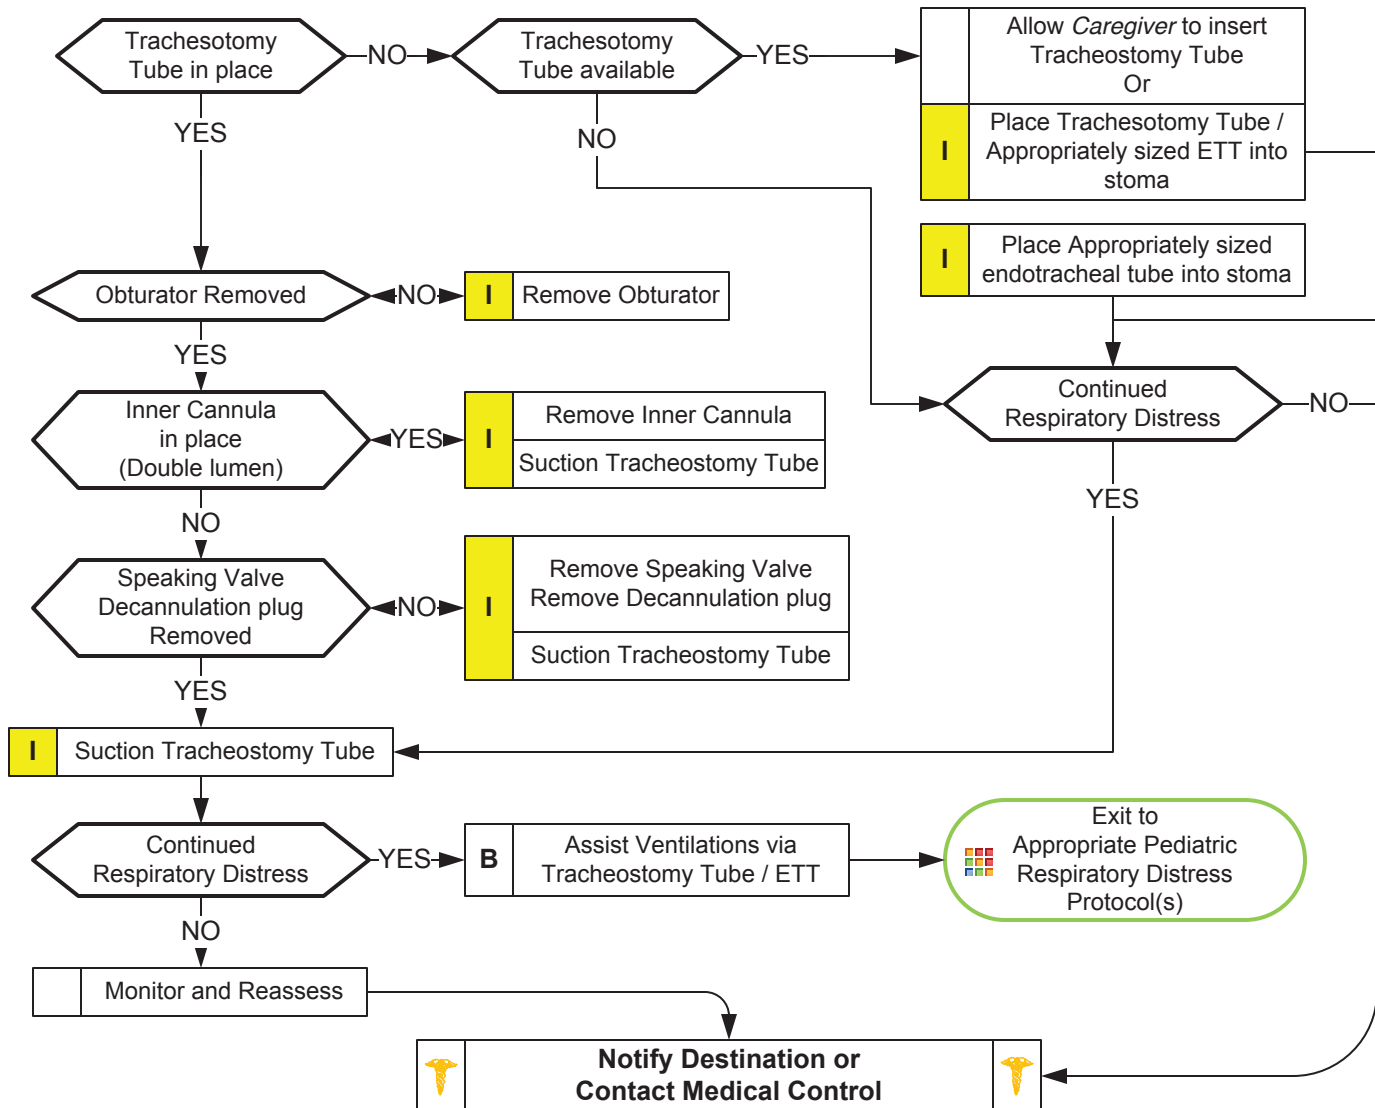 Trachesotomy
Tube in place
NO
Trachesotomy
Tube available
YES
Allow Caregiver to insert
Tracheostomy Tube
Or
I
Place Trachesotomy Tube /
Appropriately sized ETT into
stoma
YES
NO
I
Place Appropriately sized
endotracheal tube into stoma
Obturator Removed
NO
I
Remove Obturator
YES
Inner Cannula
in place
(Double lumen)
YES
I
Remove Inner Cannula
Suction Tracheostomy Tube
Continued
Respiratory Distress
NO
YES
NO
Speaking Valve
Decannulation plug
Removed
NO
I
Remove Speaking Valve
Remove Decannulation plug
Suction Tracheostomy Tube
YES
I
Suction Tracheostomy Tube
Continued
Respiratory Distress
YES
B
Assist Ventilations via
Tracheostomy Tube / ETT
Exit to
Appropriate Pediatric
Respiratory Distress
Protocol(s)
NO
Monitor and Reassess
Notify Destination or
Contact Medical Control